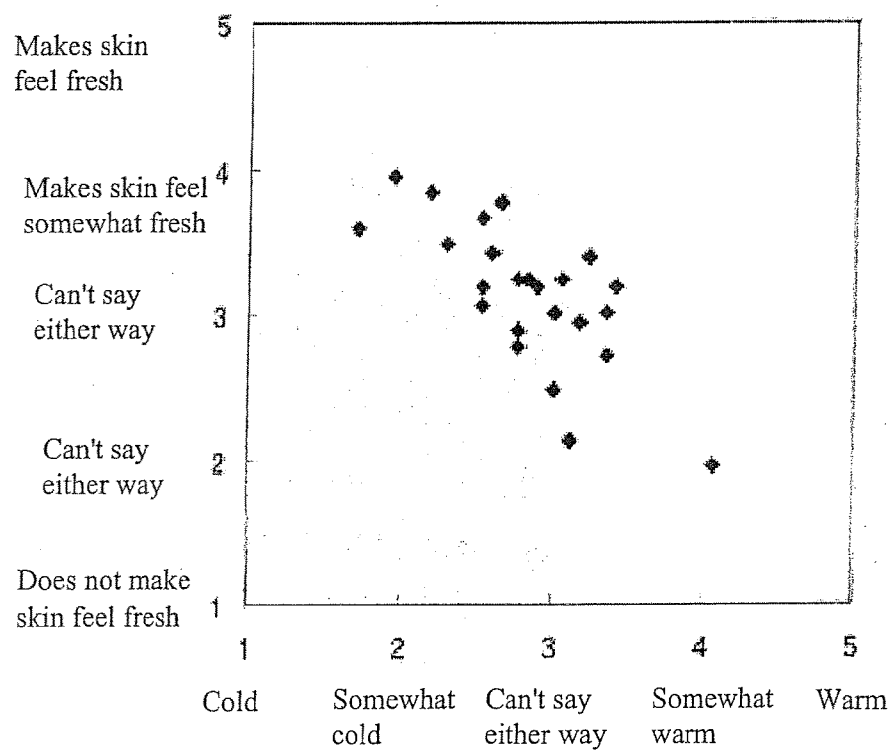 5
Makes skin
feel fresh
4
Makes skin feel
somewhat fresh
Can't say
either way
3
Can't say
either way
2
Does not make
skin feel fresh
1
1 2 3 4 5
Cold Somewhat cold Can't say either way Somewhat warm Warm